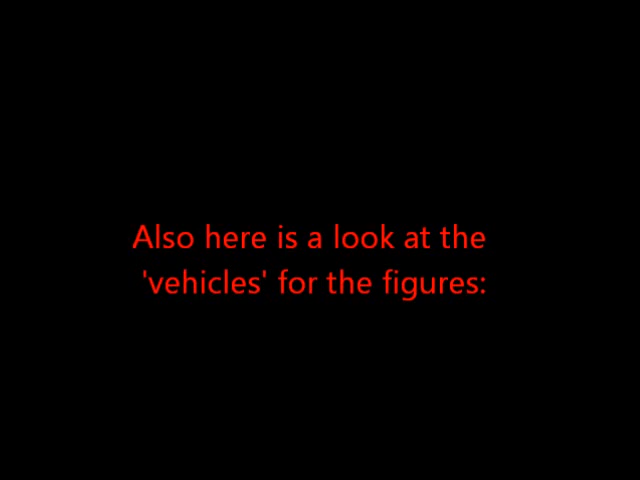 Also here is a look at the
'vehicles' for the figures: